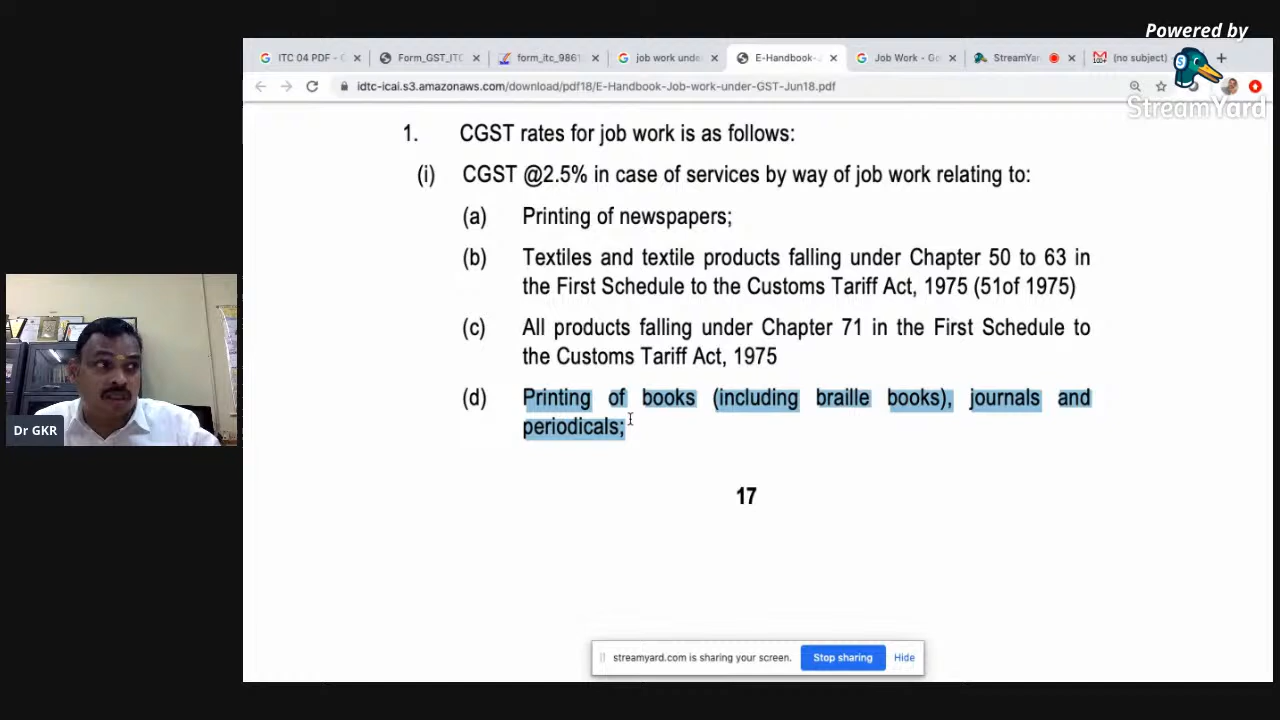 Powered by
StreamYard
ITC 04 PDF - G
Form_GST_ITC
form_itc_9861
job work unde
E-Handbook-
Job Work - Go
StreamYard
(no subject)
idtc-icai.s3.amazonaws.com/download/pdf18/E-Handbook-Job-work-under-GST-Jun18.pdf
1. CGST rates for job work is as follows:
(i) CGST @2.5% in case of services by way of job work relating to:
(a) Printing of newspapers;
(b) Textiles and textile products falling under Chapter 50 to 63 in
the First Schedule to the Customs Tariff Act, 1975 (51of 1975)
(c) All products falling under Chapter 71 in the First Schedule to
the Customs Tariff Act, 1975
(d) Printing of books (including braille books), journals and
periodicals;
17
Dr GKR
streamyard.com is sharing your screen. Stop sharing Hide